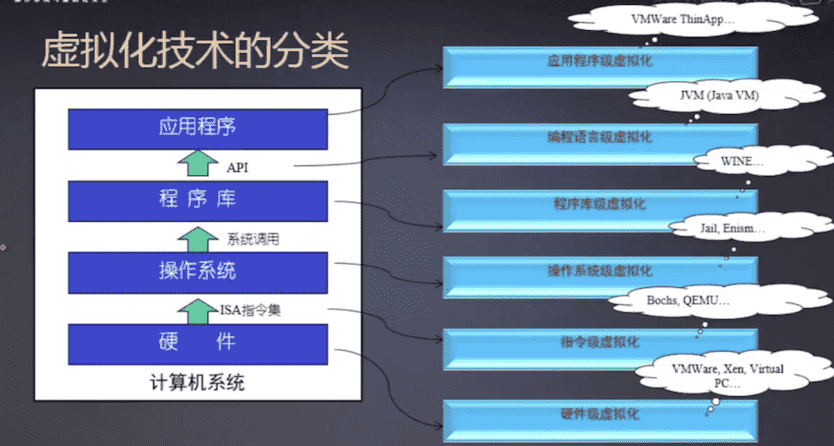 虚拟化技术的分类
应用程序
API
程 序 库
系统调用
操作系统
ISA指令集
硬 件
计算机系统
VMWare ThinApp…
应用程序级虚拟化
JVM (Java VM)
编程语言级虚拟化
WINE…
程序库级虚拟化
Jail, Enism…
操作系统级虚拟化
Bochs, QEMU…
指令级虚拟化
VMWare, Xen, Virtual
PC…
硬件级虚拟化